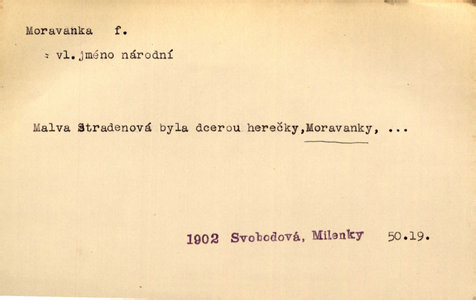 Moravanka f.
: vl.jméno národní
Malva Stradenová byla dcerou herečky,Moravanky, ...
1902 Svobodová, Milenky 50.19.